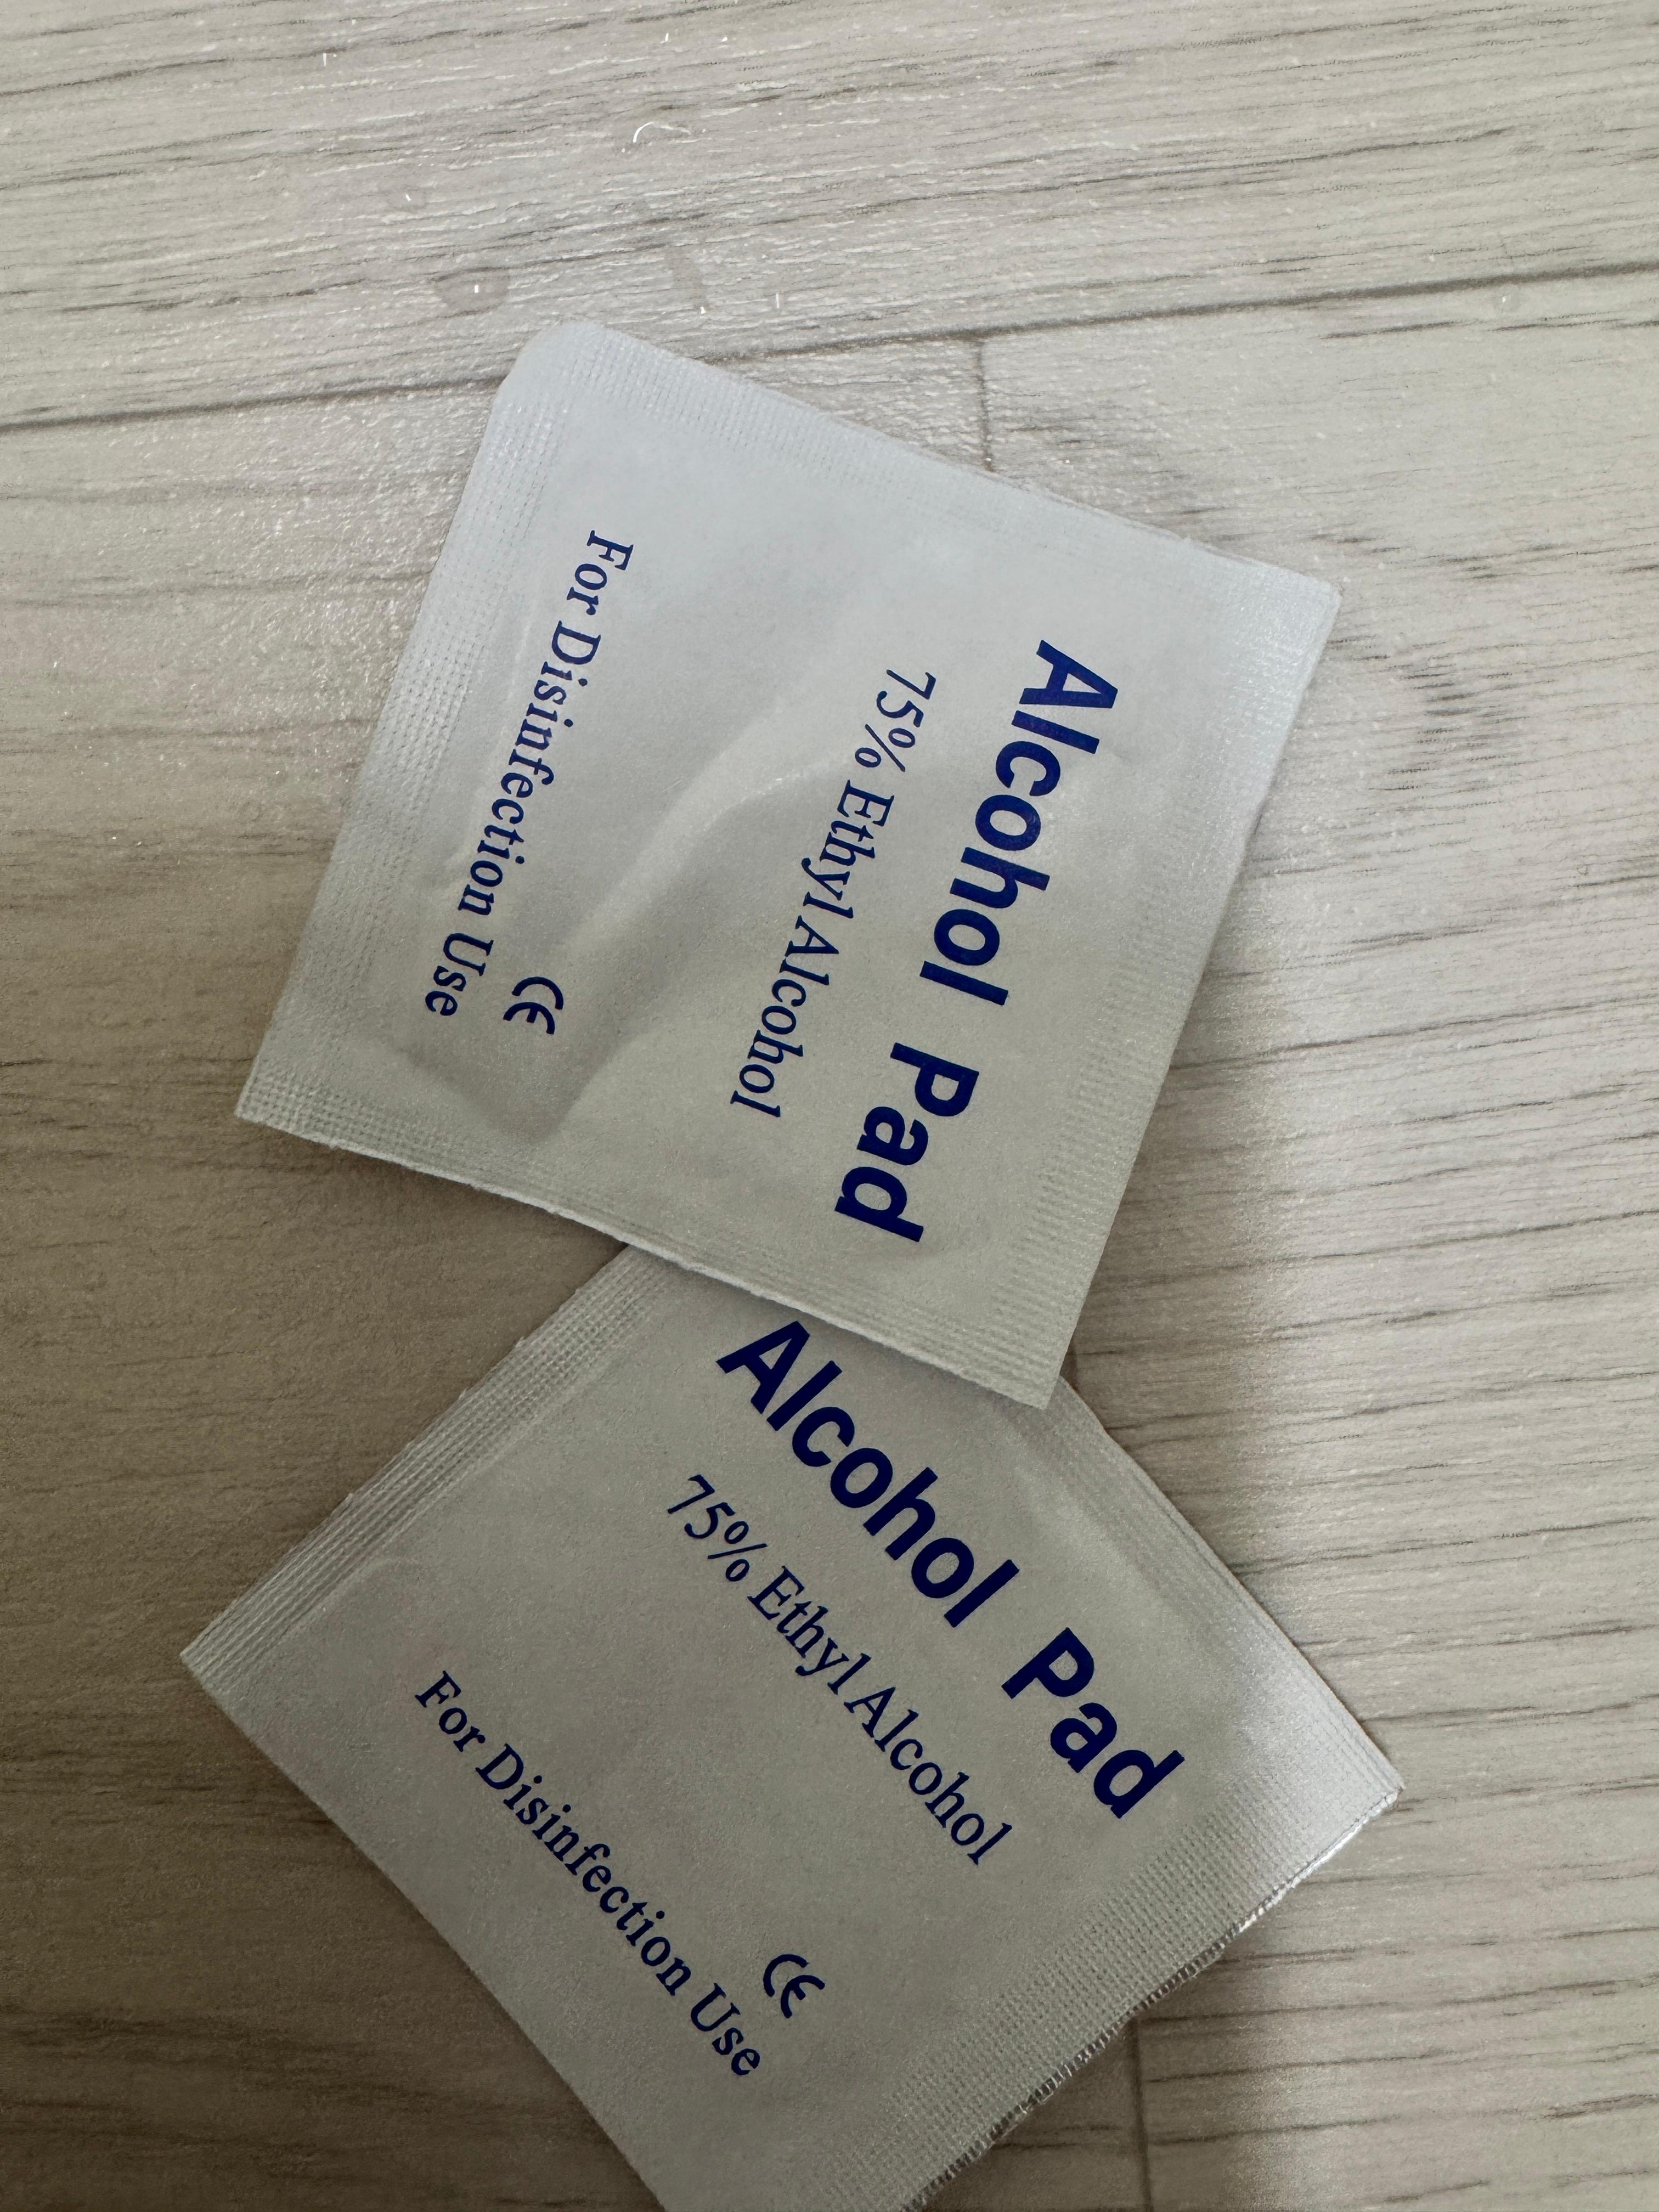 Alcohol Pad
75% Ethyl Alcohol
CE
For Disinfection Use
Alcohol Pad
75% Ethyl Alcohol
CE
For Disinfection Use